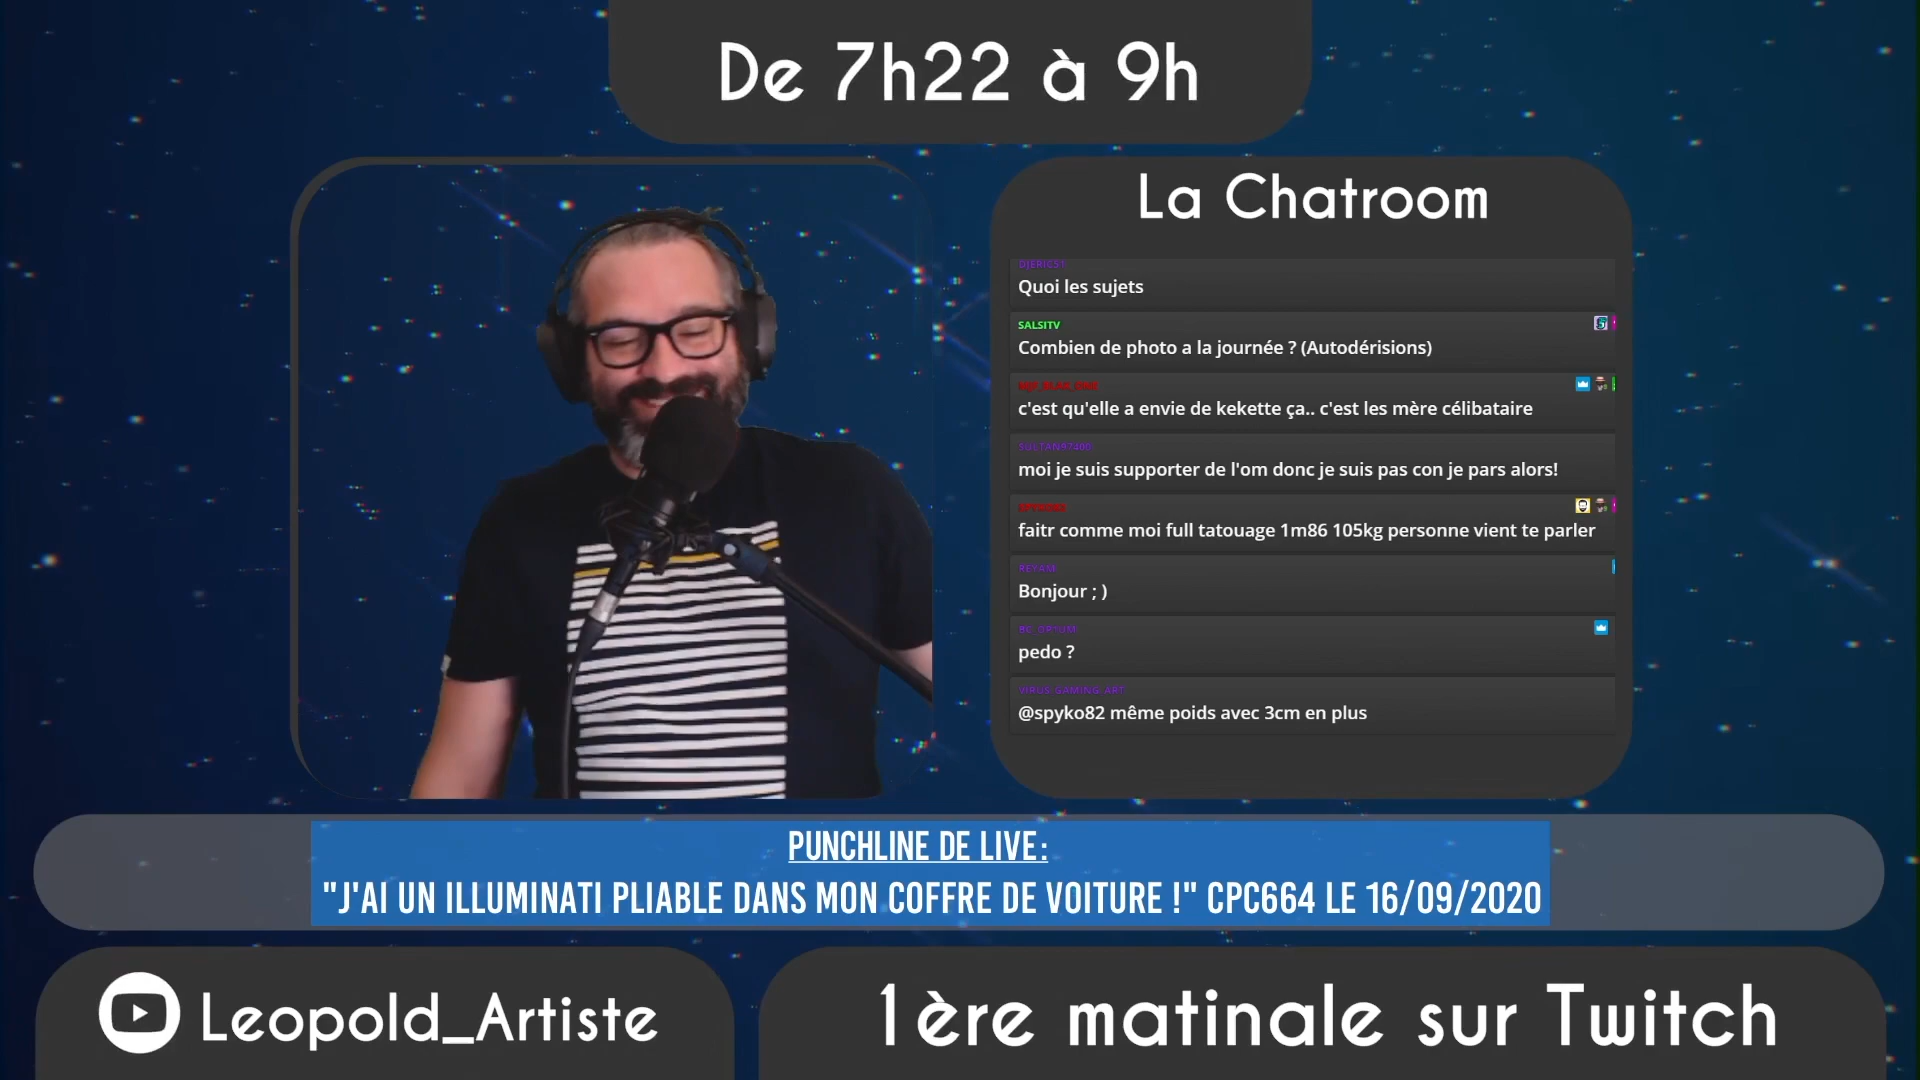 De 7h22 à 9h
La Chatroom
DJERIC51
Quoi les sujets
SALSITV
Combien de photo a la journée ? (Autodérisions)
c'est qu'elle a envie de kekette ça.. c'est les mère célibataire
moi je suis supporter de l'om donc je suis pas con je pars alors!
SPYKO82
faitr comme moi full tatouage 1m86 105kg personne vient te parler
REYAM
Bonjour ; )
pedo ?
VIRUS_GAMING_ART
@spyko82 même poids avec 3cm en plus
PUNCHLINE DE LIVE:
"J'AI UN ILLUMINATI PLIABLE DANS MON COFFRE DE VOITURE !" CPC664 LE 16/09/2020
Leopold_Artiste
1ère matinale sur Twitch